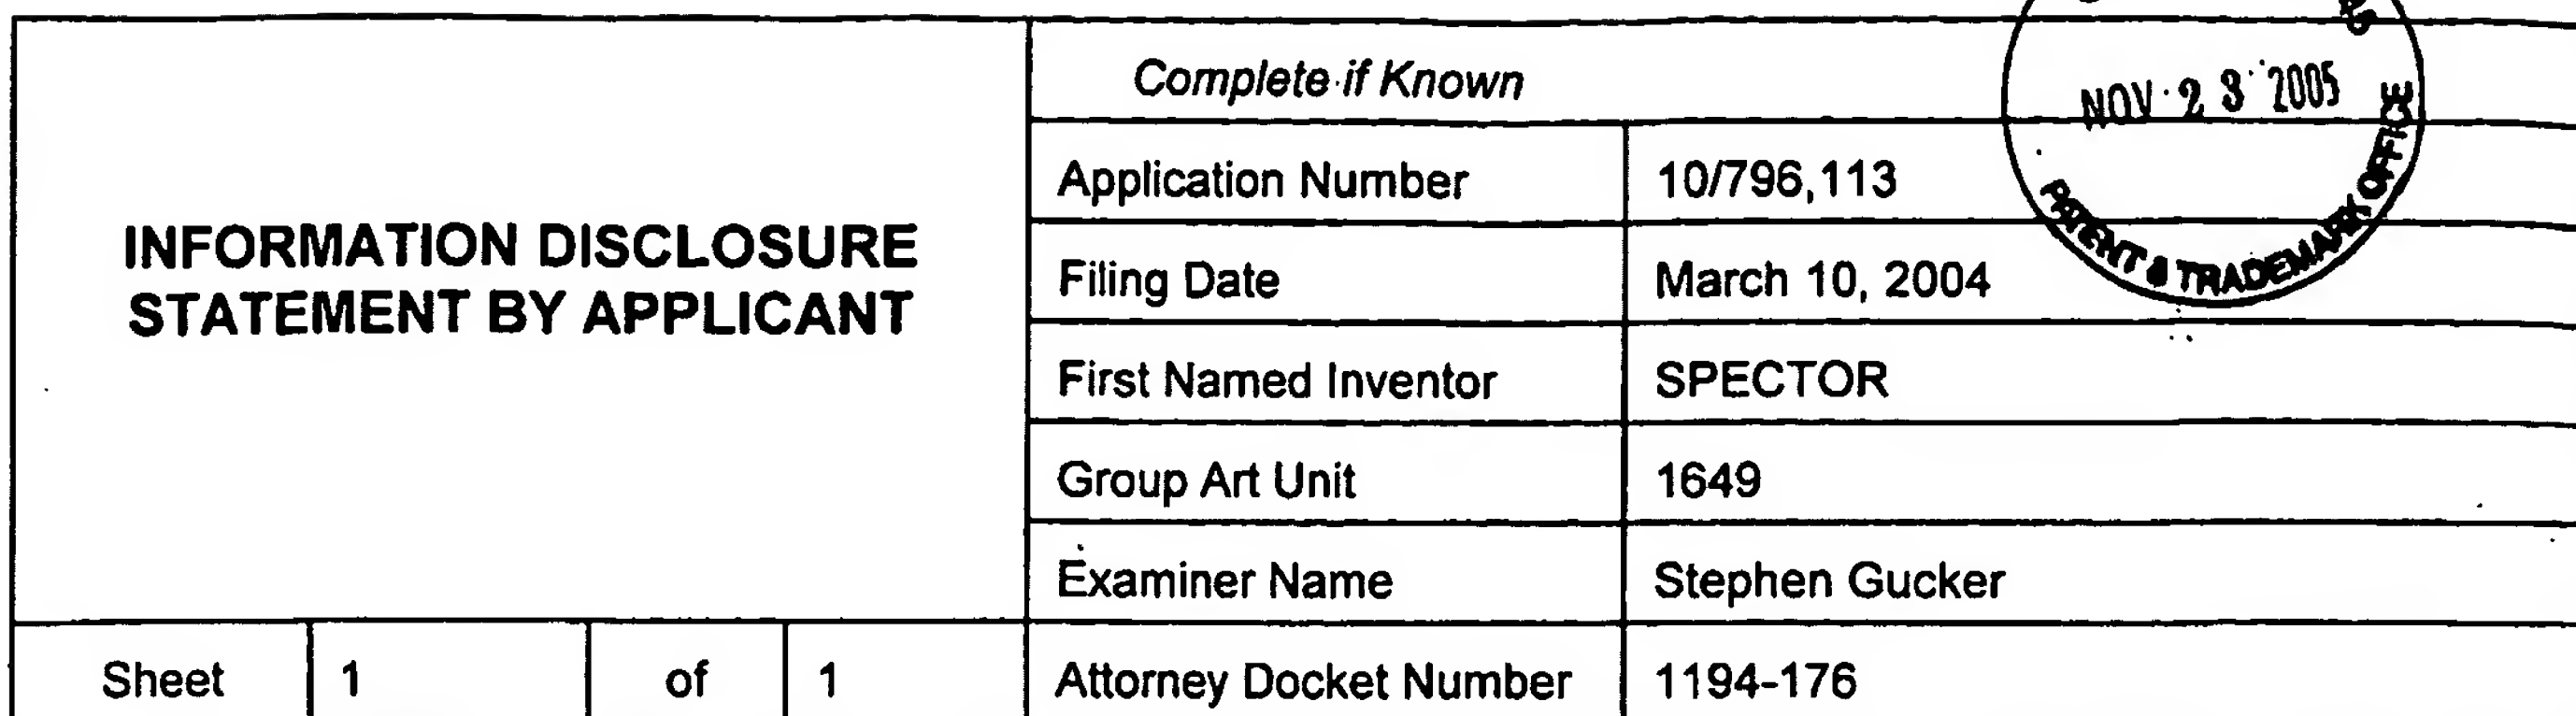 INFORMATION DISCLOSURE
STATEMENT BY APPLICANT
Sheet 1 of 1
Complete if Known
Application Number 10/796,113
Filing Date March 10, 2004
First Named Inventor SPECTOR
Group Art Unit 1649
Examiner Name Stephen Gucker
Attorney Docket Number 1194-176
NOV 23 2005
PATENT & TRADEMARK OFFICE